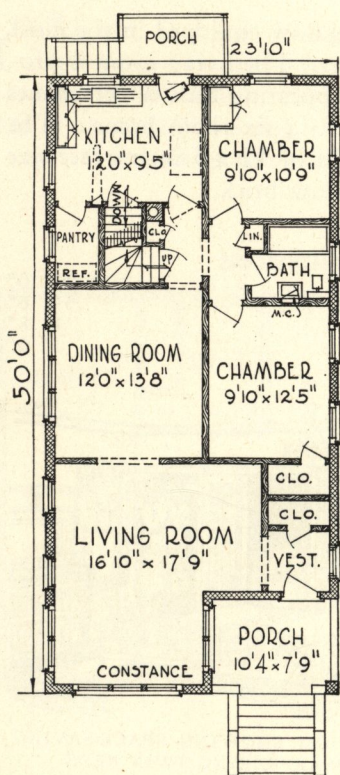 PORCH
23'10"
KITCHEN
12'0"x9'5"
CHAMBER
9'10"x10'9"
DOWN
CLO.
PANTRY
REF.
UP
LIN.
BATH
M.C.
50'0"
DINING ROOM
12'0"x13'8"
CHAMBER
9'10"x12'5"
CLO.
CLO.
LIVING ROOM
16'10"x17'9"
VEST.
PORCH
10'4"x7'9"
CONSTANCE